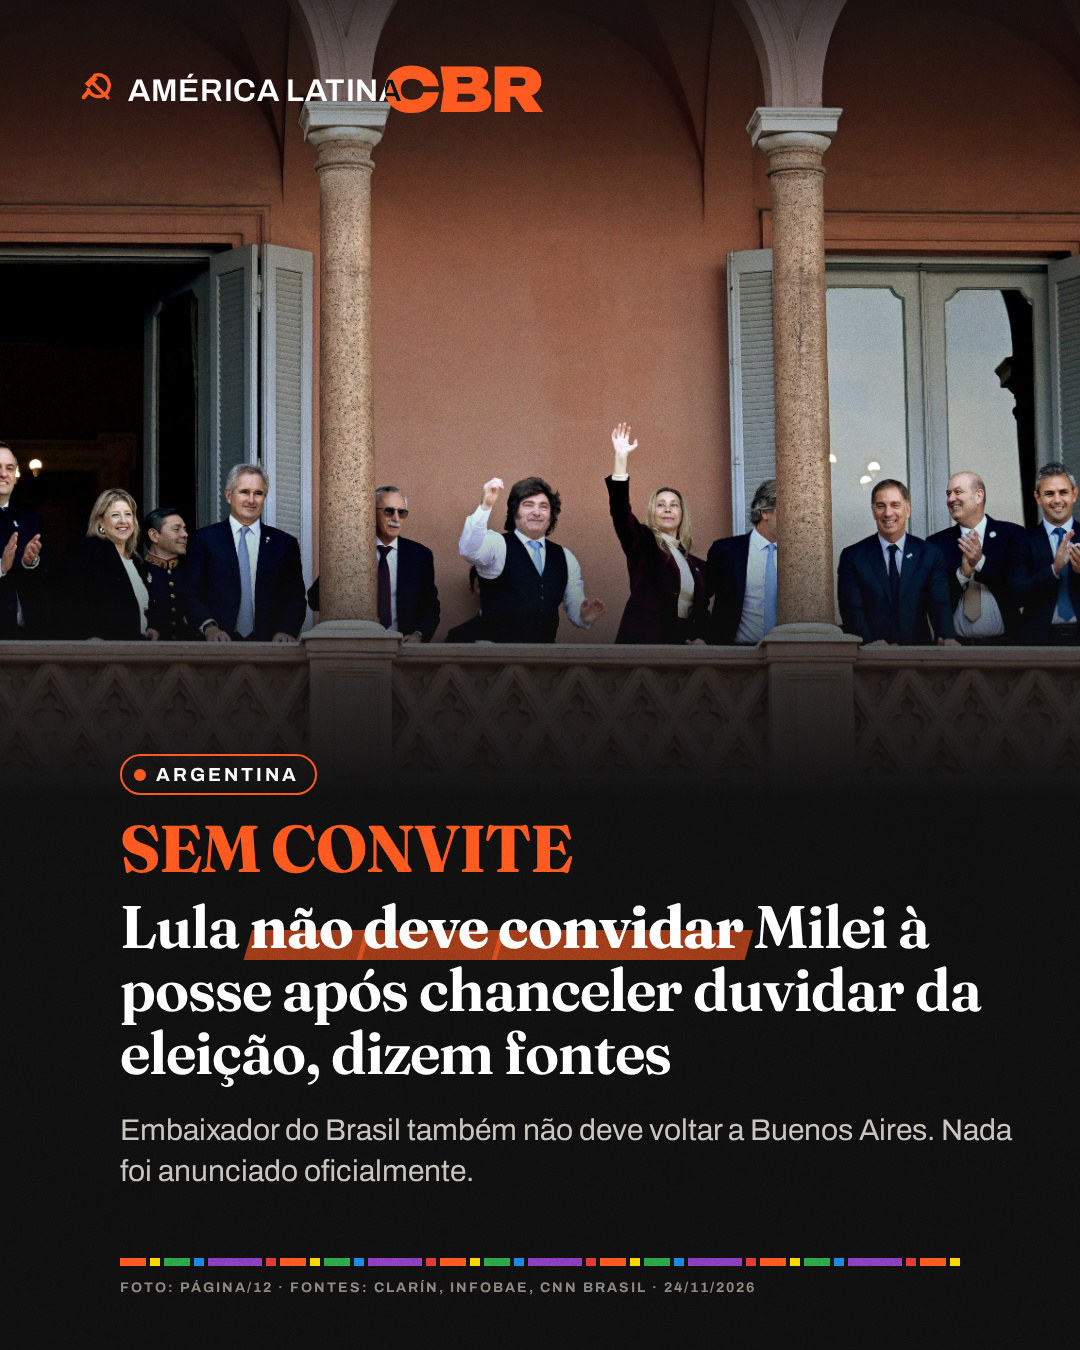 AMÉRICA LATINA CBR
ARGENTINA
SEM CONVITE
Lula não deve convidar Milei à
posse após chanceler duvidar da
eleição, dizem fontes
Embaixador do Brasil também não deve voltar a Buenos Aires. Nada
foi anunciado oficialmente.
FOTO: PÁGINA/12 · FONTES: CLARÍN, INFOBAE, CNN BRASIL · 24/11/2026